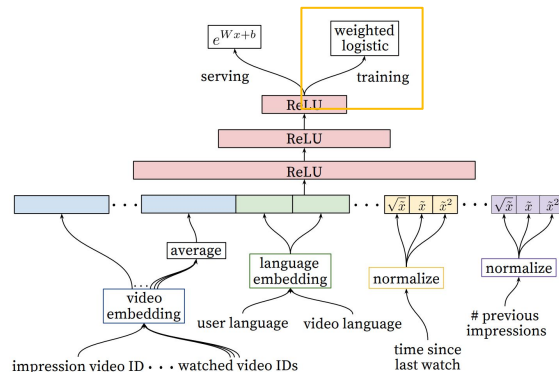 e^{Wx+b}
weighted
logistic
serving
training
ReLU
ReLU
ReLU
· · ·
· · ·
√x̃ x̃ x̃²
· · ·
√x̃ x̃ x̃²
average
video
embedding
language
embedding
normalize
normalize
user language
video language
# previous
impressions
time since
last watch
impression video ID · · · watched video IDs